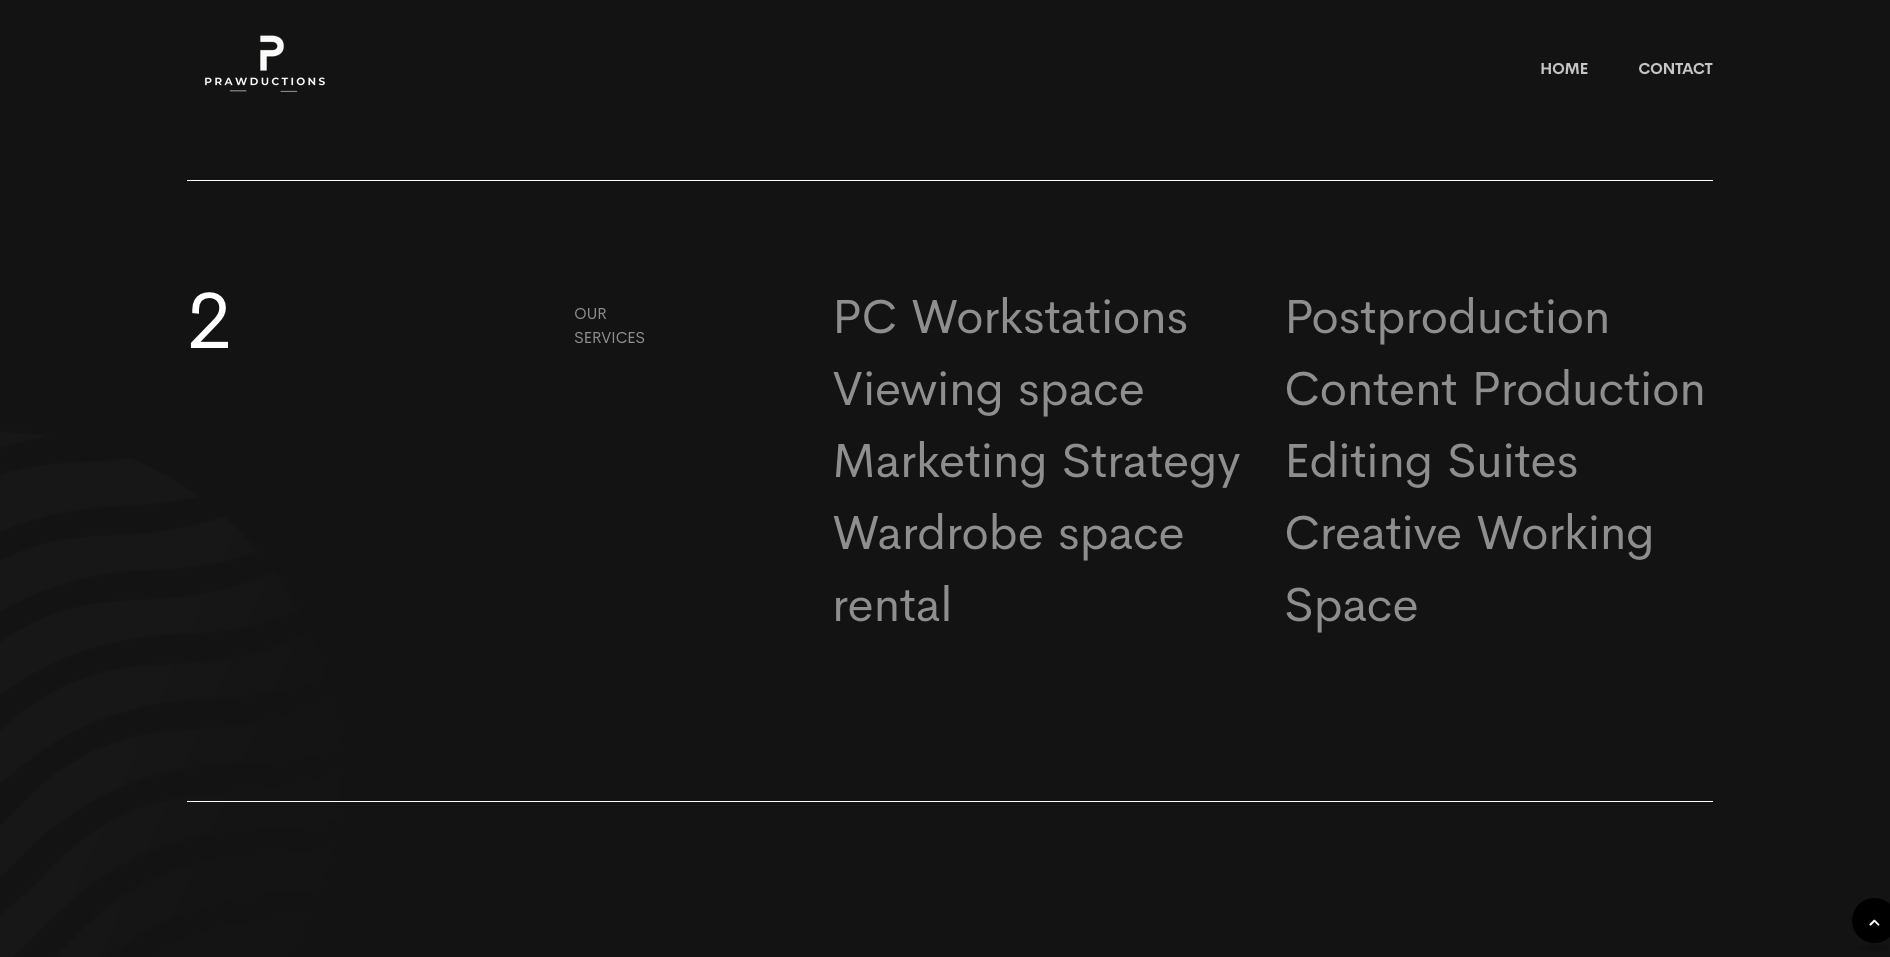 P
PRAWDUCTIONS
HOME
CONTACT
2
OUR
SERVICES
PC Workstations
Viewing space
Marketing Strategy
Wardrobe space
rental
Postproduction
Content Production
Editing Suites
Creative Working
Space